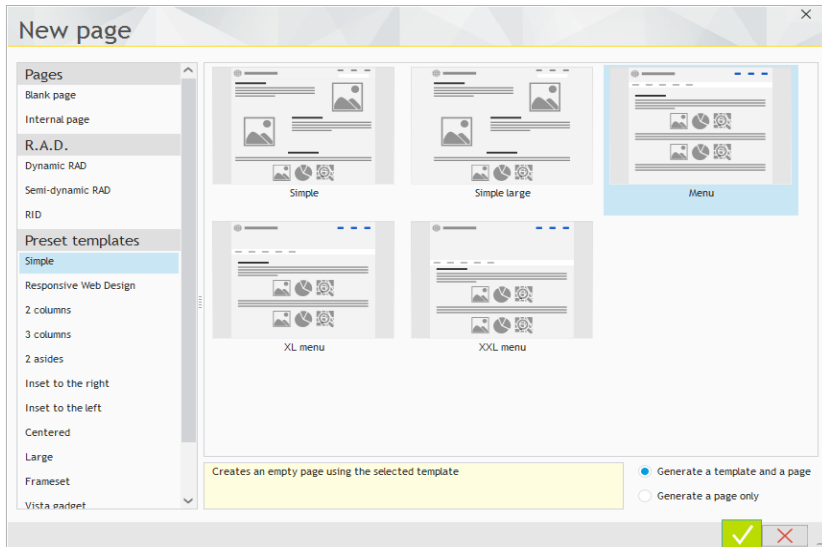 New page
Pages
Blank page
Internal page
R.A.D.
Dynamic RAD
Semi-dynamic RAD
RID
Preset templates
Simple
Responsive Web Design
2 columns
3 columns
2 asides
Inset to the right
Inset to the left
Centered
Large
Frameset
Vista gadget
Simple
Simple large
Menu
XL menu
XXL menu
Creates an empty page using the selected template
Generate a template and a page
Generate a page only